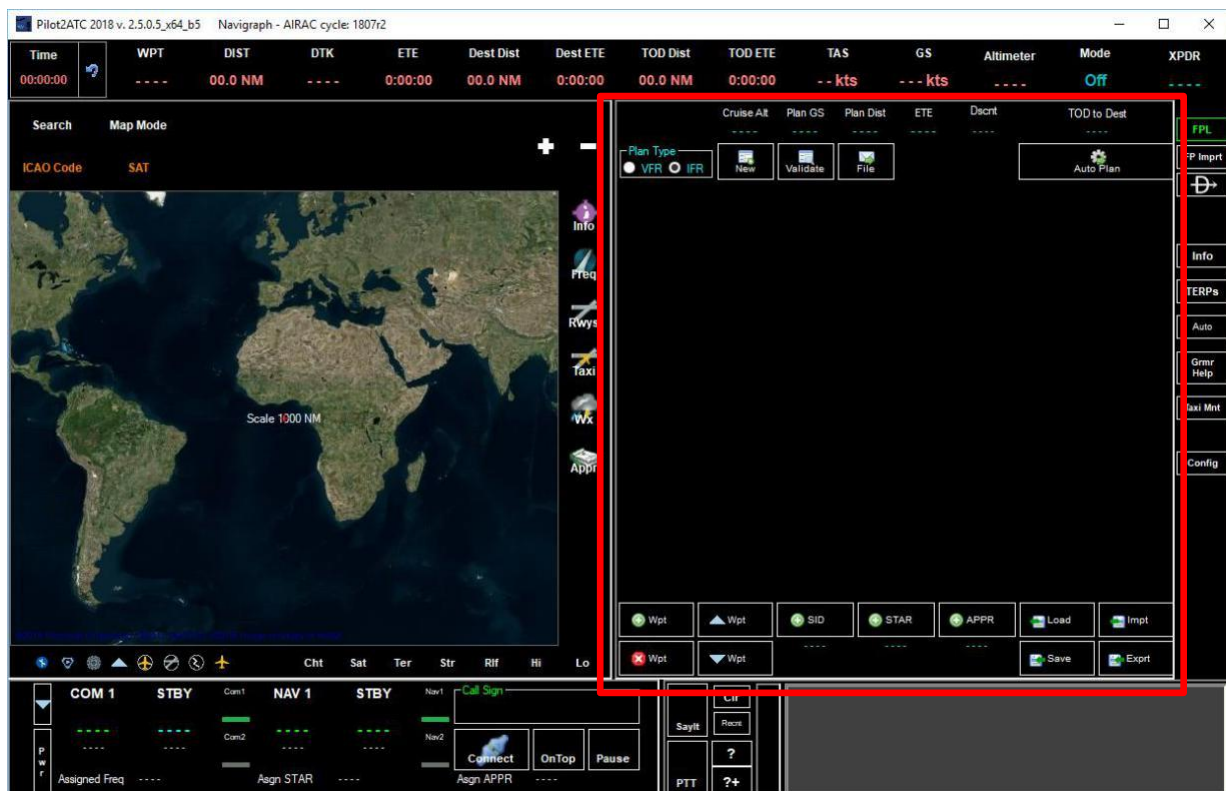 Pilot2ATC 2018 v. 2.5.0.5_x64_b5 Navigraph - AIRAC cycle: 1807r2
Time WPT DIST DTK ETE Dest Dist Dest ETE TOD Dist TOD ETE TAS GS Altimeter Mode XPDR
00:00:00 - - - - 00.0 NM - - - - 0:00:00 00.0 NM 0:00:00 00.0 NM 0:00:00 - - kts - - - kts - - - - Off - - - -
Search Map Mode
ICAO Code SAT
+ −
Info
Freq
Rwys
Taxi
Wx
Appr
Scale 1000 NM
Cht Sat Ter Str Rlf Hi Lo
Cruise Alt Plan GS Plan Dist ETE Dscnt TOD to Dest
- - - - - - - - - - - - - - - - - - - - - - - -
Plan Type
VFR IFR New Validate File Auto Plan
Wpt Wpt SID STAR APPR Load Impt
- - - - - - - - - - - -
Wpt Wpt Save Exprt
FPL
FP Imprt
D
Info
TERPs
Auto
Grmr
Help
Taxi Mnt
Config
COM 1 STBY Com1 NAV 1 STBY Nav1 Call Sign
- - - - - - - - - - - - - - - -
Com2 Nav2
- - - - - - - - - - - - - - - -
Pwr
Connect OnTop Pause
Assigned Freq - - - - Asgn STAR - - - - Asgn APPR - - - -
SayIt Clr
Recnt
PTT ?
?+